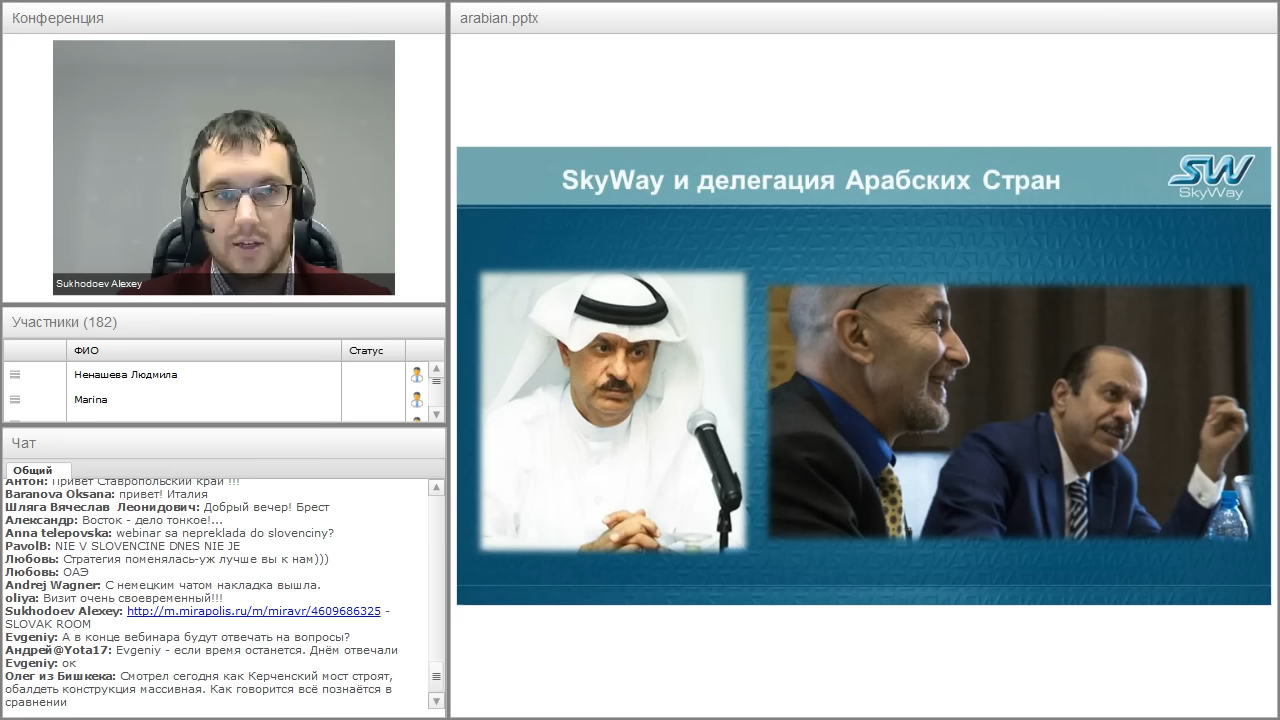 Конференция
Sukhodoev Alexey
Участники (182)
ФИО
Статус
Ненашева Людмила
Marina
Чат
Общий
Антон: Привет Ставропольский край !!!
Baranova Oksana: привет! Италия
Шляга Вячеслав  Леонидович: Добрый вечер! Брест
Александр: Восток - дело тонкое!...
Anna telepovska: webinar sa nepreklada do slovenciny?
PavolB: NIE V SLOVENCINE DNES NIE JE
Любовь: Стратегия поменялась-уж лучше вы к нам)))
Любовь: ОАЭ
Andrej Wagner: С немецким чатом накладка вышла.
oliya: Визит очень своевременный!!!
Sukhodoev Alexey: http://m.mirapolis.ru/m/miravr/4609686325 -
SLOVAK ROOM
Evgeniy: А в конце вебинара будут отвечать на вопросы?
Андрей@Yota17: Evgeniy - если время останется. Днём отвечали
Evgeniy: ок
Олег из Бишкека: Смотрел сегодня как Керченский мост строят,
обалдеть конструкция массивная. Как говорится всё познаётся в
сравнении
arabian.pptx
SkyWay и делегация Арабских Стран
SW
SkyWay